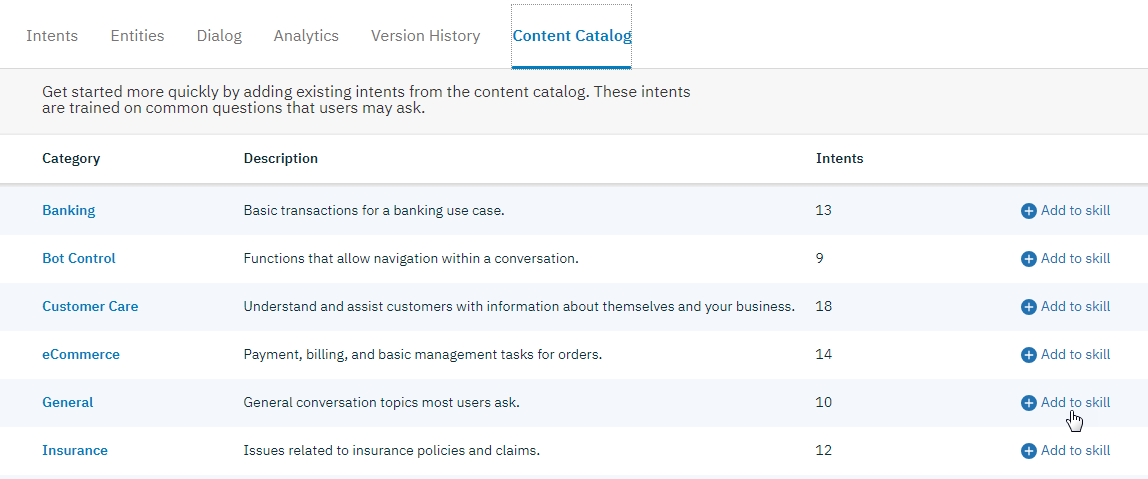 Intents Entities Dialog Analytics Version History Content Catalog
Get started more quickly by adding existing intents from the content catalog. These intents
are trained on common questions that users may ask.
Category Description Intents
Banking Basic transactions for a banking use case. 13 Add to skill
Bot Control Functions that allow navigation within a conversation. 9 Add to skill
Customer Care Understand and assist customers with information about themselves and your business. 18 Add to skill
eCommerce Payment, billing, and basic management tasks for orders. 14 Add to skill
General General conversation topics most users ask. 10 Add to skill
Insurance Issues related to insurance policies and claims. 12 Add to skill